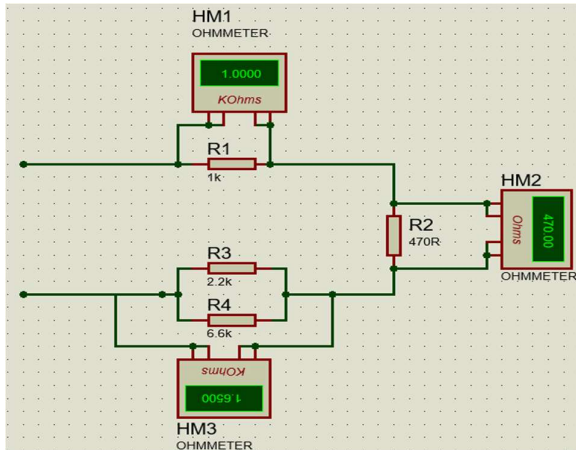 HM1
OHMMETER
1.0000
KOhms
R1
1k
HM2
R2
470R
Ohms
470.00
OHMMETER
R3
2.2k
R4
6.6k
KOhms
1.6500
HM3
OHMMETER